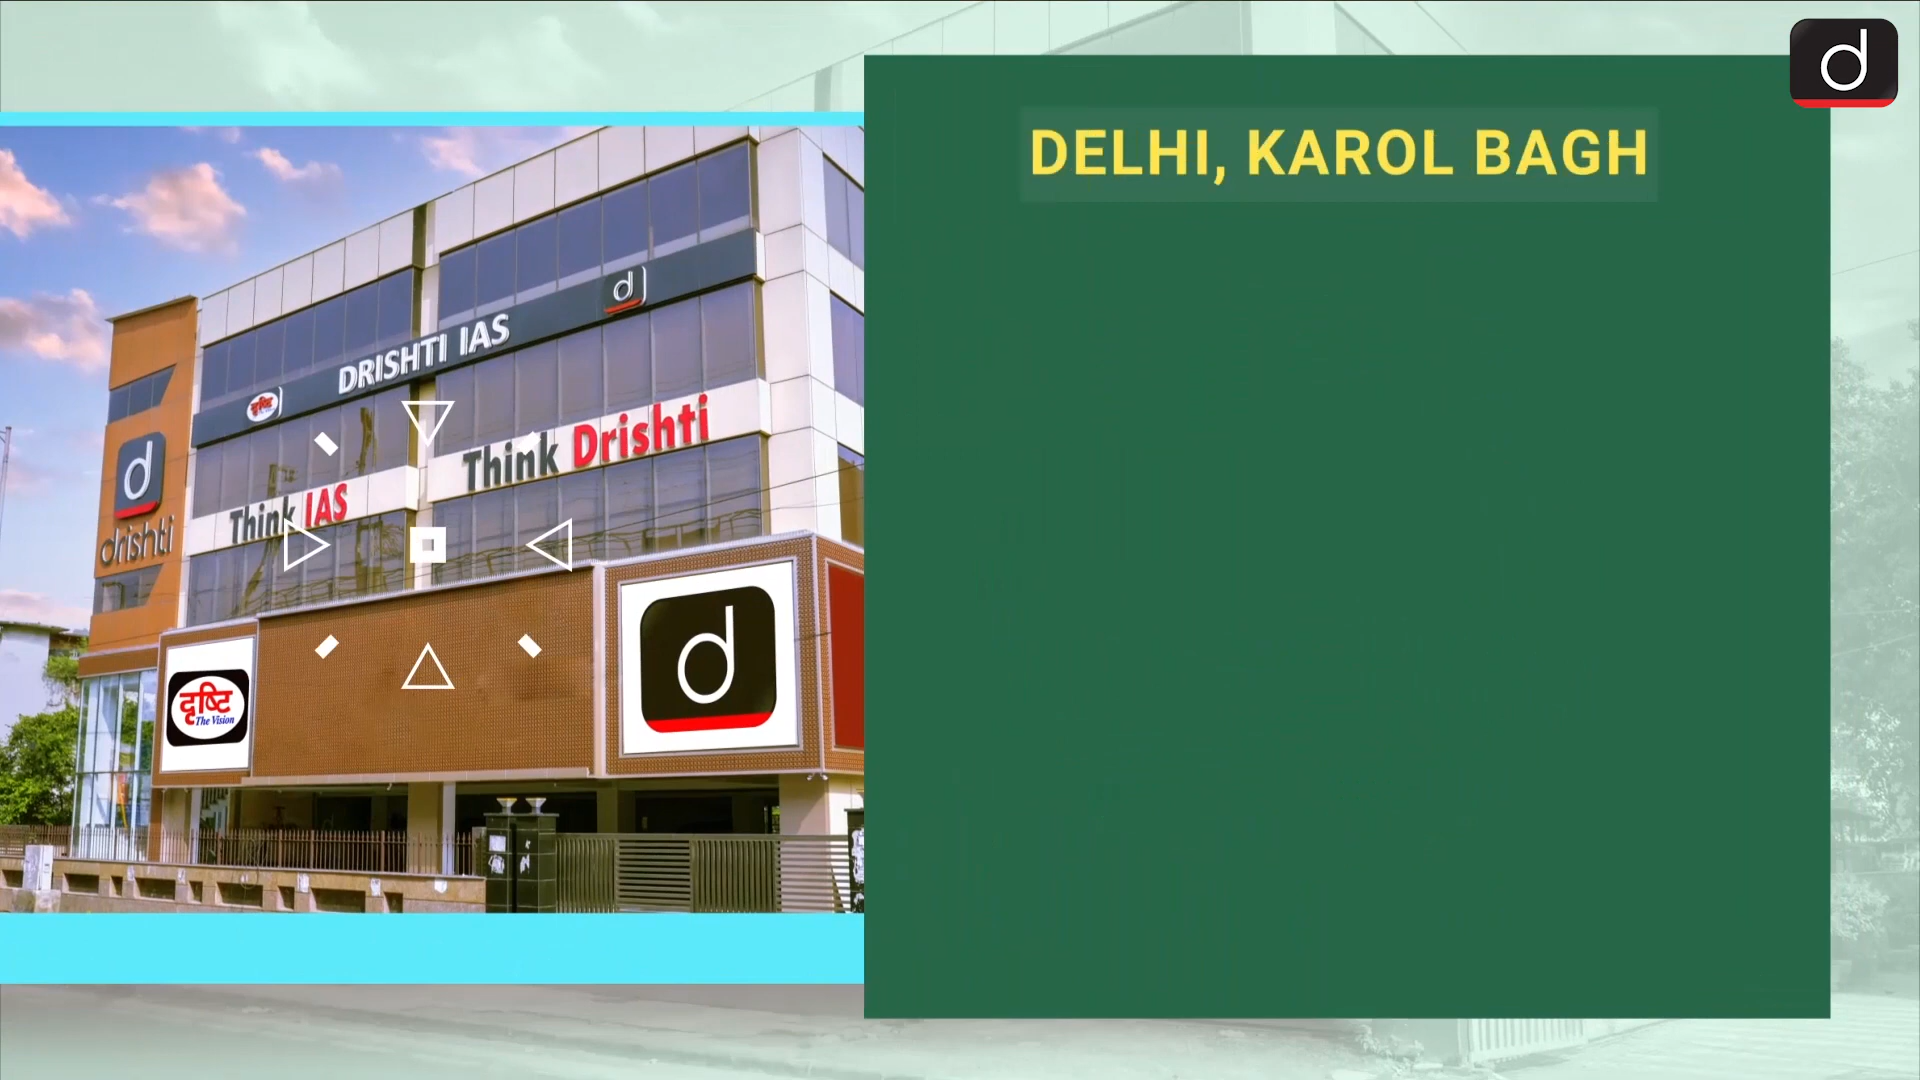 DELHI, KAROL BAGH
d
DRISHTI IAS
d
दृष्टि
Think Drishti
Think IAS
d
drishti
d
दृष्टि
The Vision